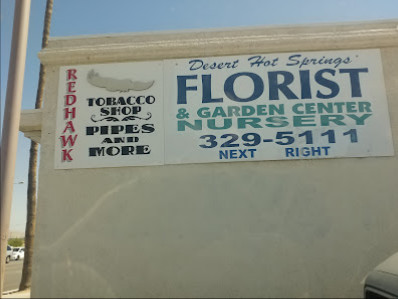 REDHAWK
TOBACCO
SHOP
PIPES
AND
MORE
Desert Hot Springs
FLORIST
& GARDEN CENTER
NURSERY
329-5111
NEXT RIGHT